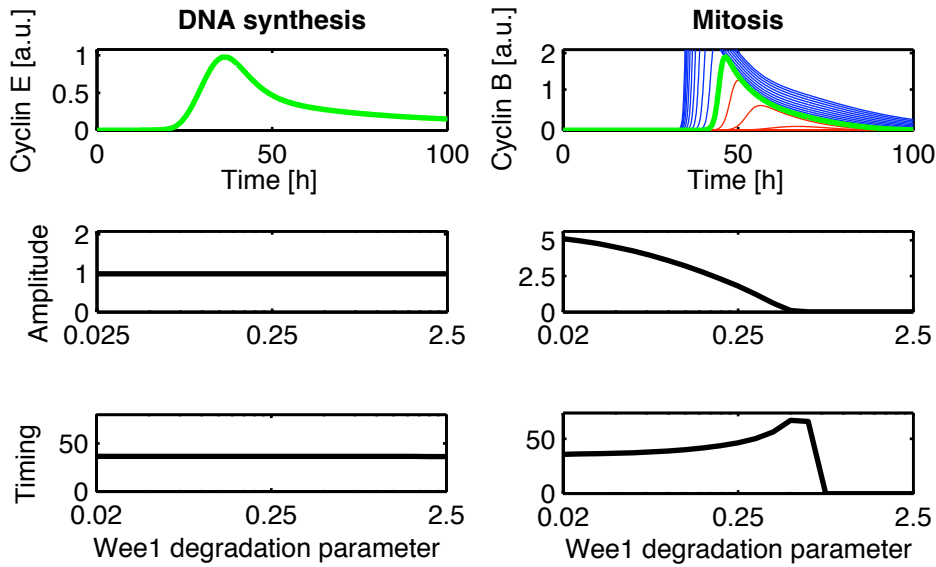 DNA synthesis
Cyclin E [a.u.]
1
0.5
0
0 50 100
Time [h]
Mitosis
Cyclin B [a.u.]
2
1
0
0 50 100
Time [h]
Amplitude
2
1
0
0.025 0.25 2.5
5
2.5
0
0.02 0.25 2.5
Timing
50
0
0.02 0.25 2.5
Wee1 degradation parameter
50
0
0.02 0.25 2.5
Wee1 degradation parameter